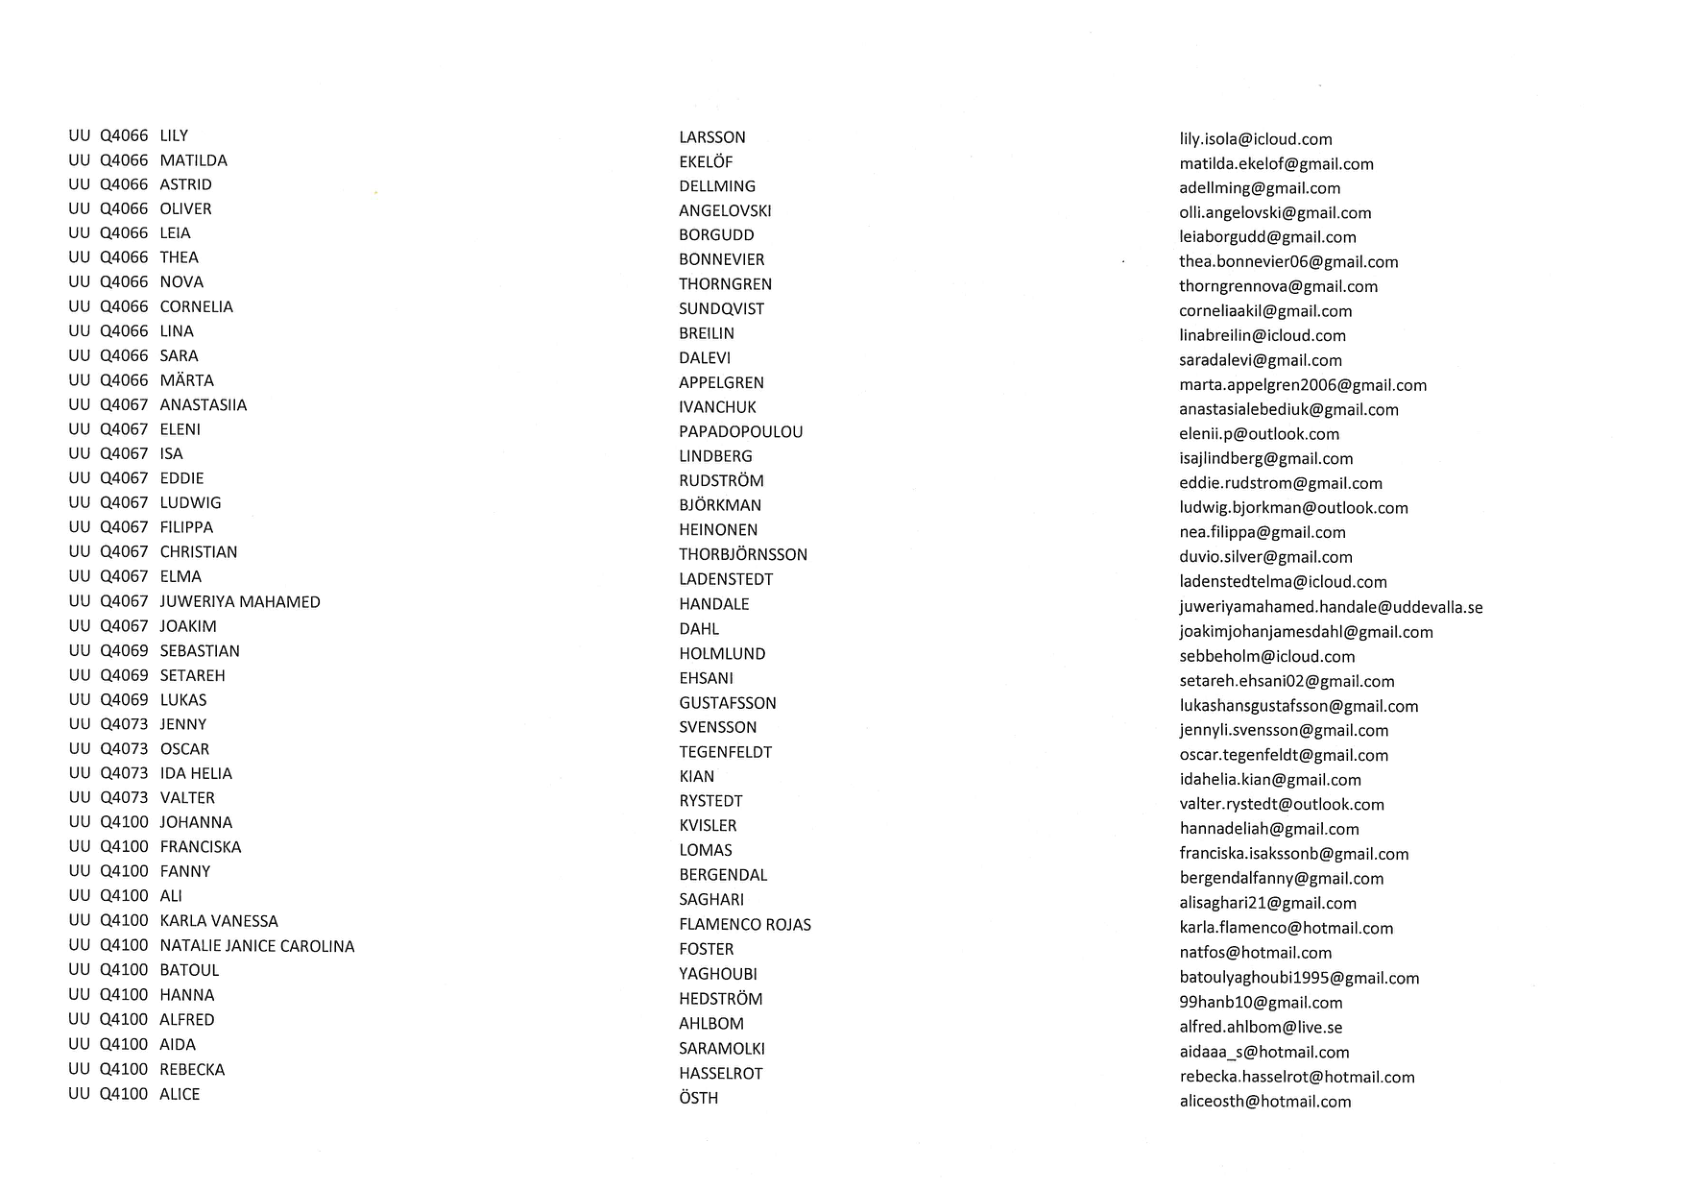 UU Q4066 LILY LARSSON lily.isola@icloud.com
UU Q4066 MATILDA EKELÖF matilda.ekelof@gmail.com
UU Q4066 ASTRID DELLMING adellming@gmail.com
UU Q4066 OLIVER ANGELOVSKI olli.angelovski@gmail.com
UU Q4066 LEIA BORGUDD leiaborgudd@gmail.com
UU Q4066 THEA BONNEVIER thea.bonnevier06@gmail.com
UU Q4066 NOVA THORNGREN thorngrennova@gmail.com
UU Q4066 CORNELIA SUNDQVIST corneliaakil@gmail.com
UU Q4066 LINA BREILIN linabreilin@icloud.com
UU Q4066 SARA DALEVI saradalevi@gmail.com
UU Q4066 MÄRTA APPELGREN marta.appelgren2006@gmail.com
UU Q4067 ANASTASIIA IVANCHUK anastasialebediuk@gmail.com
UU Q4067 ELENI PAPADOPOULOU elenii.p@outlook.com
UU Q4067 ISA LINDBERG isajlindberg@gmail.com
UU Q4067 EDDIE RUDSTRÖM eddie.rudstrom@gmail.com
UU Q4067 LUDWIG BJÖRKMAN ludwig.bjorkman@outlook.com
UU Q4067 FILIPPA HEINONEN nea.filippa@gmail.com
UU Q4067 CHRISTIAN THORBJÖRNSSON duvio.silver@gmail.com
UU Q4067 ELMA LADENSTEDT ladenstedtelma@icloud.com
UU Q4067 JUWERIYA MAHAMED HANDALE juweriyamahamed.handale@uddevalla.se
UU Q4067 JOAKIM DAHL joakimjohanjamesdahl@gmail.com
UU Q4069 SEBASTIAN HOLMLUND sebbeholm@icloud.com
UU Q4069 SETAREH EHSANI setareh.ehsani02@gmail.com
UU Q4069 LUKAS GUSTAFSSON lukashansgustafsson@gmail.com
UU Q4073 JENNY SVENSSON jennyli.svensson@gmail.com
UU Q4073 OSCAR TEGENFELDT oscar.tegenfeldt@gmail.com
UU Q4073 IDA HELIA KIAN idahelia.kian@gmail.com
UU Q4073 VALTER RYSTEDT valter.rystedt@outlook.com
UU Q4100 JOHANNA KVISLER hannadeliah@gmail.com
UU Q4100 FRANCISKA LOMAS franciska.isakssonb@gmail.com
UU Q4100 FANNY BERGENDAL bergendalfanny@gmail.com
UU Q4100 ALI SAGHARI alisaghari21@gmail.com
UU Q4100 KARLA VANESSA FLAMENCO ROJAS karla.flamenco@hotmail.com
UU Q4100 NATALIE JANICE CAROLINA FOSTER natfos@hotmail.com
UU Q4100 BATOUL YAGHOUBI batoulyaghoubi1995@gmail.com
UU Q4100 HANNA HEDSTRÖM 99hanb10@gmail.com
UU Q4100 ALFRED AHLBOM alfred.ahlbom@live.se
UU Q4100 AIDA SARAMOLKI aidaaa_s@hotmail.com
UU Q4100 REBECKA HASSELROT rebecka.hasselrot@hotmail.com
UU Q4100 ALICE ÖSTH aliceosth@hotmail.com